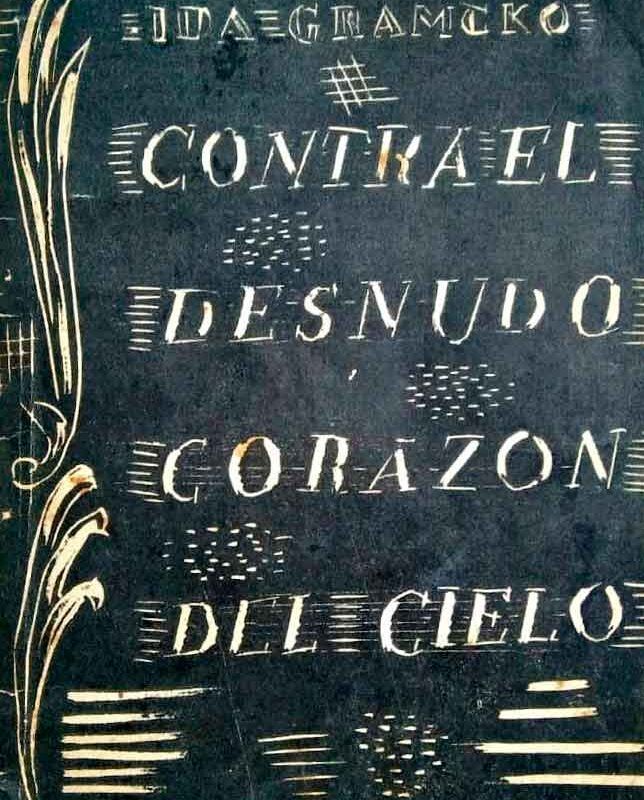 IDA GRAMCKO
CONTRA EL
DESNUDO
CORAZON
DEL CIELO